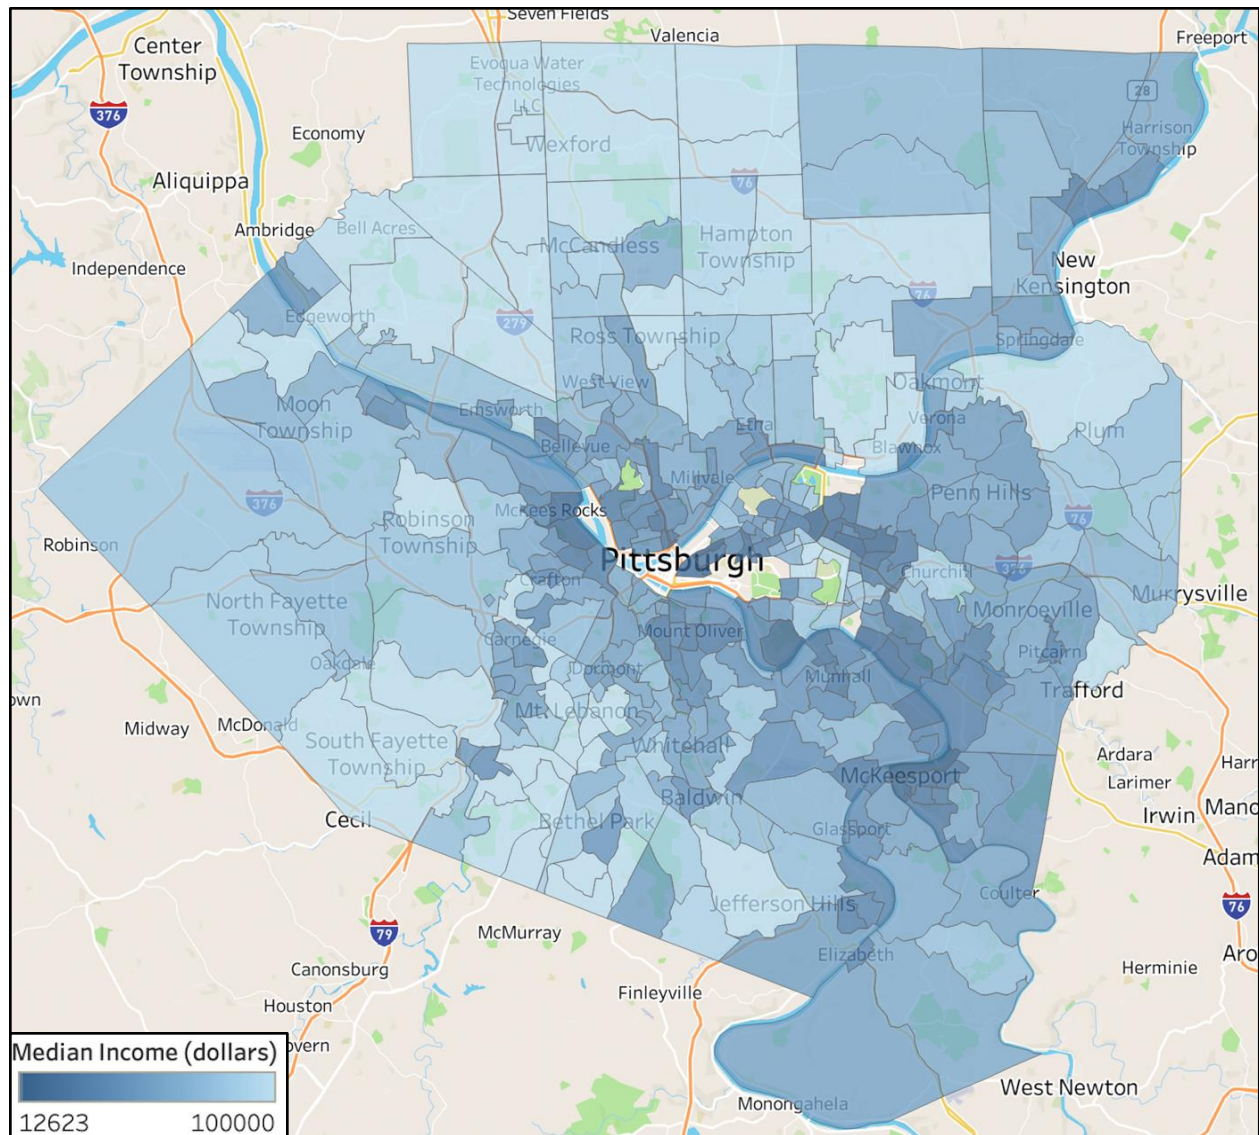 Seven Fields
Valencia
Freeport
Center
Township
Evoqua Water
Technologies
LLC
28
376
Economy
Wexford
Harrison
Township
Aliquippa
76
Ambridge
Bell Acres
McCandless
Hampton
Township
Independence
New
Kensington
76
Edgeworth
279
Ross Township
Springdale
West View
Oakmont
Moon
Township
Emsworth
Etna
Verona
Plum
Bellevue
Blawnox
Millvale
Penn Hills
376
McKees Rocks
Robinson
Township
76
Robinson
Pittsburgh
Crafton
Churchill
376
North Fayette
Township
Monroeville
Murrysville
Carnegie
Mount Oliver
Pitcairn
Oakdale
Dormont
Munhall
Trafford
own
Midway
McDonald
Mt. Lebanon
South Fayette
Township
Whitehall
Ardara
Larimer
Harr
McKeesport
Baldwin
Irwin
Mano
Cecil
Bethel Park
Glassport
Adam
Coulter
Jefferson Hills
76
79
McMurray
Elizabeth
Aro
Canonsburg
Herminie
Houston
Finleyville
overn
Median Income (dollars)
12623 100000
West Newton
Monongahela